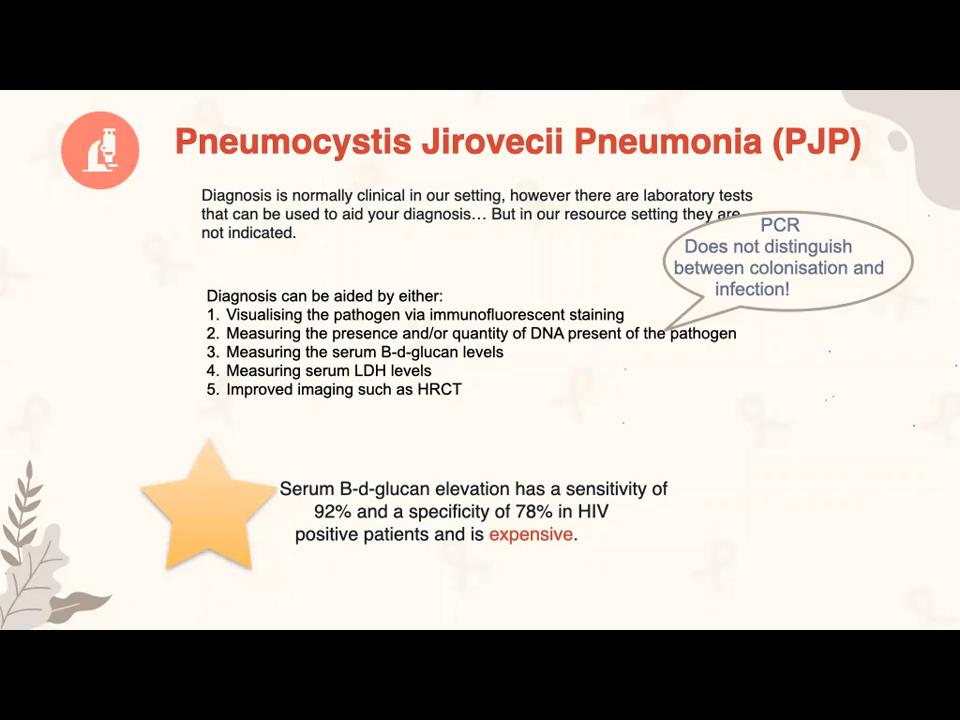 Pneumocystis Jirovecii Pneumonia (PJP)
Diagnosis is normally clinical in our setting, however there are laboratory tests
that can be used to aid your diagnosis… But in our resource setting they are
not indicated.
PCR
Does not distinguish
between colonisation and
infection!
Diagnosis can be aided by either:
1. Visualising the pathogen via immunofluorescent staining
2. Measuring the presence and/or quantity of DNA present of the pathogen
3. Measuring the serum B-d-glucan levels
4. Measuring serum LDH levels
5. Improved imaging such as HRCT
Serum B-d-glucan elevation has a sensitivity of
92% and a specificity of 78% in HIV
positive patients and is expensive.